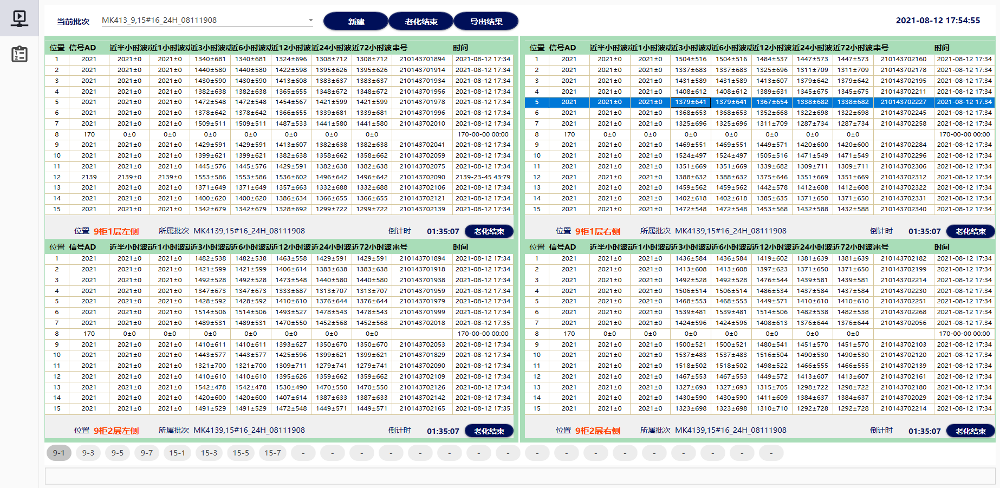 当前批次 MK413_9,15#16_24H_08111908 新建 老化结束 导出结果 2021-08-12 17:54:55
位置 信号AD 近半小时波动 近1小时波动 近3小时波动 近6小时波动 近12小时波 近24小时波 近72小时波 串号 时间
1 2021 2021±0 2021±0 1340±681 1340±681 1324±696 1308±712 1308±712 210143701894 2021-08-12 17:34
2 2021 2021±0 2021±0 1440±580 1440±580 1422±598 1395±626 1395±626 210143701914 2021-08-12 17:34
3 2021 2021±0 2021±0 1430±590 1430±590 1413±608 1383±637 1383±637 210143701934 2021-08-12 17:34
4 2021 2021±0 2021±0 1382±638 1382±638 1365±655 1348±672 1348±672 210143701956 2021-08-12 17:34
5 2021 2021±0 2021±0 1472±548 1472±548 1454±567 1421±599 1421±599 210143701978 2021-08-12 17:34
6 2021 2021±0 2021±0 1378±642 1378±642 1366±655 1339±681 1339±681 210143701996 2021-08-12 17:34
7 2021 2021±0 2021±0 1509±511 1509±511 1487±533 1441±580 1441±580 210143702010 2021-08-12 17:34
8 170 0±0 0±0 0±0 0±0 0±0 0±0 0±0 170-00-00 00:00
9 2021 2021±0 2021±0 1429±591 1429±591 1413±607 1382±638 1382±638 210143702041 2021-08-12 17:34
10 2021 2021±0 2021±0 1399±621 1399±621 1382±638 1358±662 1358±662 210143702059 2021-08-12 17:34
11 2021 2021±0 2021±0 1445±576 1445±576 1429±591 1382±638 1382±638 210143702075 2021-08-12 17:34
12 2139 2139±0 2139±0 1553±586 1553±586 1536±602 1496±642 1496±642 210143702090 2139-23-45 43:79
13 2021 2021±0 2021±0 1371±649 1371±649 1357±663 1332±688 1332±688 210143702106 2021-08-12 17:34
14 2021 2021±0 2021±0 1400±620 1400±620 1386±634 1366±655 1366±655 210143702121 2021-08-12 17:34
15 2021 2021±0 2021±0 1342±679 1342±679 1328±692 1299±722 1299±722 210143702139 2021-08-12 17:34
位置 9柜1层左侧 所属批次 MK4139,15#16_24H_08111908 倒计时 01:35:07 老化结束
位置 信号AD 近半小时波动 近1小时波动 近3小时波动 近6小时波动 近12小时波 近24小时波 近72小时波 串号 时间
1 2021 2021±0 2021±0 1504±516 1504±516 1484±537 1447±573 1447±573 210143702160 2021-08-12 17:34
2 2021 2021±0 2021±0 1337±683 1337±683 1325±696 1311±709 1311±709 210143702178 2021-08-12 17:34
3 2021 2021±0 2021±0 1431±589 1431±589 1413±607 1379±642 1379±642 210143702195 2021-08-12 17:34
4 2021 2021±0 2021±0 1408±612 1408±612 1389±631 1345±675 1345±675 210143702211 2021-08-12 17:34
5 2021 2021±0 2021±0 1379±641 1379±641 1367±654 1338±682 1338±682 210143702227 2021-08-12 17:34
6 2021 2021±0 2021±0 1368±653 1368±653 1352±668 1322±698 1322±698 210143702245 2021-08-12 17:34
7 2021 2021±0 2021±0 1325±696 1325±696 1311±709 1287±734 1287±734 210143702258 2021-08-12 17:34
8 170 0±0 0±0 0±0 0±0 0±0 0±0 0±0 170-00-00 00:00
9 2021 2021±0 2021±0 1469±551 1469±551 1449±571 1420±600 1420±600 210143702284 2021-08-12 17:34
10 2021 2021±0 2021±0 1524±497 1524±497 1505±516 1471±549 1471±549 210143702296 2021-08-12 17:34
11 2021 2021±0 2021±0 1351±669 1351±669 1339±682 1309±711 1309±711 210143702306 2021-08-12 17:34
12 2021 2021±0 2021±0 1388±632 1388±632 1375±646 1351±669 1351±669 210143702312 2021-08-12 17:34
13 2021 2021±0 2021±0 1459±562 1459±562 1442±578 1412±608 1412±608 210143702322 2021-08-12 17:34
14 2021 2021±0 2021±0 1402±618 1402±618 1385±635 1371±650 1371±650 210143702331 2021-08-12 17:34
15 2021 2021±0 2021±0 1472±548 1472±548 1453±568 1432±588 1432±588 210143702340 2021-08-12 17:34
位置 9柜1层右侧 所属批次 MK4139,15#16_24H_08111908 倒计时 01:35:07 老化结束
位置 信号AD 近半小时波动 近1小时波动 近3小时波动 近6小时波动 近12小时波 近24小时波 近72小时波 串号 时间
1 2021 2021±0 2021±0 1482±538 1482±538 1463±558 1429±591 1429±591 210143701894 2021-08-12 17:34
2 2021 2021±0 2021±0 1421±599 1421±599 1406±614 1383±638 1383±638 210143701918 2021-08-12 17:34
3 2021 2021±0 2021±0 1492±528 1492±528 1473±548 1440±580 1440±580 210143701938 2021-08-12 17:34
4 2021 2021±0 2021±0 1347±673 1347±673 1333±687 1313±707 1313±707 210143701959 2021-08-12 17:34
5 2021 2021±0 2021±0 1428±592 1428±592 1410±610 1376±644 1376±644 210143701979 2021-08-12 17:34
6 2021 2021±0 2021±0 1514±506 1514±506 1493±527 1478±543 1478±543 210143701999 2021-08-12 17:34
7 2021 2021±0 2021±0 1489±531 1489±531 1470±550 1452±568 1452±568 210143702018 2021-08-12 17:35
8 170 0±0 0±0 0±0 0±0 0±0 0±0 0±0 170-00-00 00:00
9 2021 2021±0 2021±0 1410±611 1410±611 1393±627 1350±670 1350±670 210143702053 2021-08-12 17:34
10 2021 2021±0 2021±0 1443±577 1443±577 1425±596 1399±621 1399±621 210143701829 2021-08-12 17:34
11 2021 2021±0 2021±0 1321±700 1321±700 1309±711 1279±741 1279±741 210143702090 2021-08-12 17:34
12 2021 2021±0 2021±0 1410±610 1410±610 1395±626 1359±662 1359±662 210143702109 2021-08-12 17:34
13 2021 2021±0 2021±0 1542±478 1542±478 1530±490 1470±550 1470±550 210143702126 2021-08-12 17:34
14 2021 2021±0 2021±0 1420±600 1420±600 1407±614 1387±633 1387±633 210143702142 2021-08-12 17:34
15 2021 2021±0 2021±0 1491±529 1491±529 1472±548 1449±571 1449±571 210143702165 2021-08-12 17:35
位置 9柜2层左侧 所属批次 MK4139,15#16_24H_08111908 倒计时 01:35:07 老化结束
位置 信号AD 近半小时波动 近1小时波动 近3小时波动 近6小时波动 近12小时波 近24小时波 近72小时波 串号 时间
1 2021 2021±0 2021±0 1436±584 1436±584 1419±602 1381±639 1381±639 210143702182 2021-08-12 17:34
2 2021 2021±0 2021±0 1413±608 1413±608 1397±623 1371±650 1371±650 210143702199 2021-08-12 17:34
3 2021 2021±0 2021±0 1492±528 1492±528 1476±544 1439±581 1439±581 210143702214 2021-08-12 17:34
4 2021 2021±0 2021±0 1506±514 1506±514 1486±534 1437±584 1437±584 210143702230 2021-08-12 17:34
5 2021 2021±0 2021±0 1468±553 1468±553 1449±571 1410±610 1410±610 210143702251 2021-08-12 17:34
6 2021 2021±0 2021±0 1539±481 1539±481 1514±506 1482±538 1482±538 210143702268 2021-08-12 17:34
7 2021 2021±0 2021±0 1424±596 1424±596 1408±613 1376±644 1376±644 210143702056 2021-08-12 17:34
8 170 0±0 0±0 0±0 0±0 0±0 0±0 0±0 170-00-00 00:00
9 2021 2021±0 2021±0 1500±521 1500±521 1480±541 1451±570 1451±570 210143702103 2021-08-12 17:34
10 2021 2021±0 2021±0 1537±483 1537±483 1516±504 1490±530 1490±530 210143702120 2021-08-12 17:34
11 2021 2021±0 2021±0 1518±502 1518±502 1498±522 1466±555 1466±555 210143702139 2021-08-12 17:34
12 2021 2021±0 2021±0 1467±553 1467±553 1449±572 1413±607 1413±607 210143702161 2021-08-12 17:34
13 2021 2021±0 2021±0 1327±693 1327±693 1315±705 1298±722 1298±722 210143702180 2021-08-12 17:34
14 2021 2021±0 2021±0 1430±590 1430±590 1411±609 1384±637 1384±637 210143702029 2021-08-12 17:34
15 2021 2021±0 2021±0 1323±698 1323±698 1310±710 1292±728 1292±728 210143702214 2021-08-12 17:34
位置 9柜2层右侧 所属批次 MK4139,15#16_24H_08111908 倒计时 01:35:07 老化结束
9-1 9-3 9-5 9-7 15-1 15-3 15-5 15-7 - - - - - - - - - - - - - - - - -